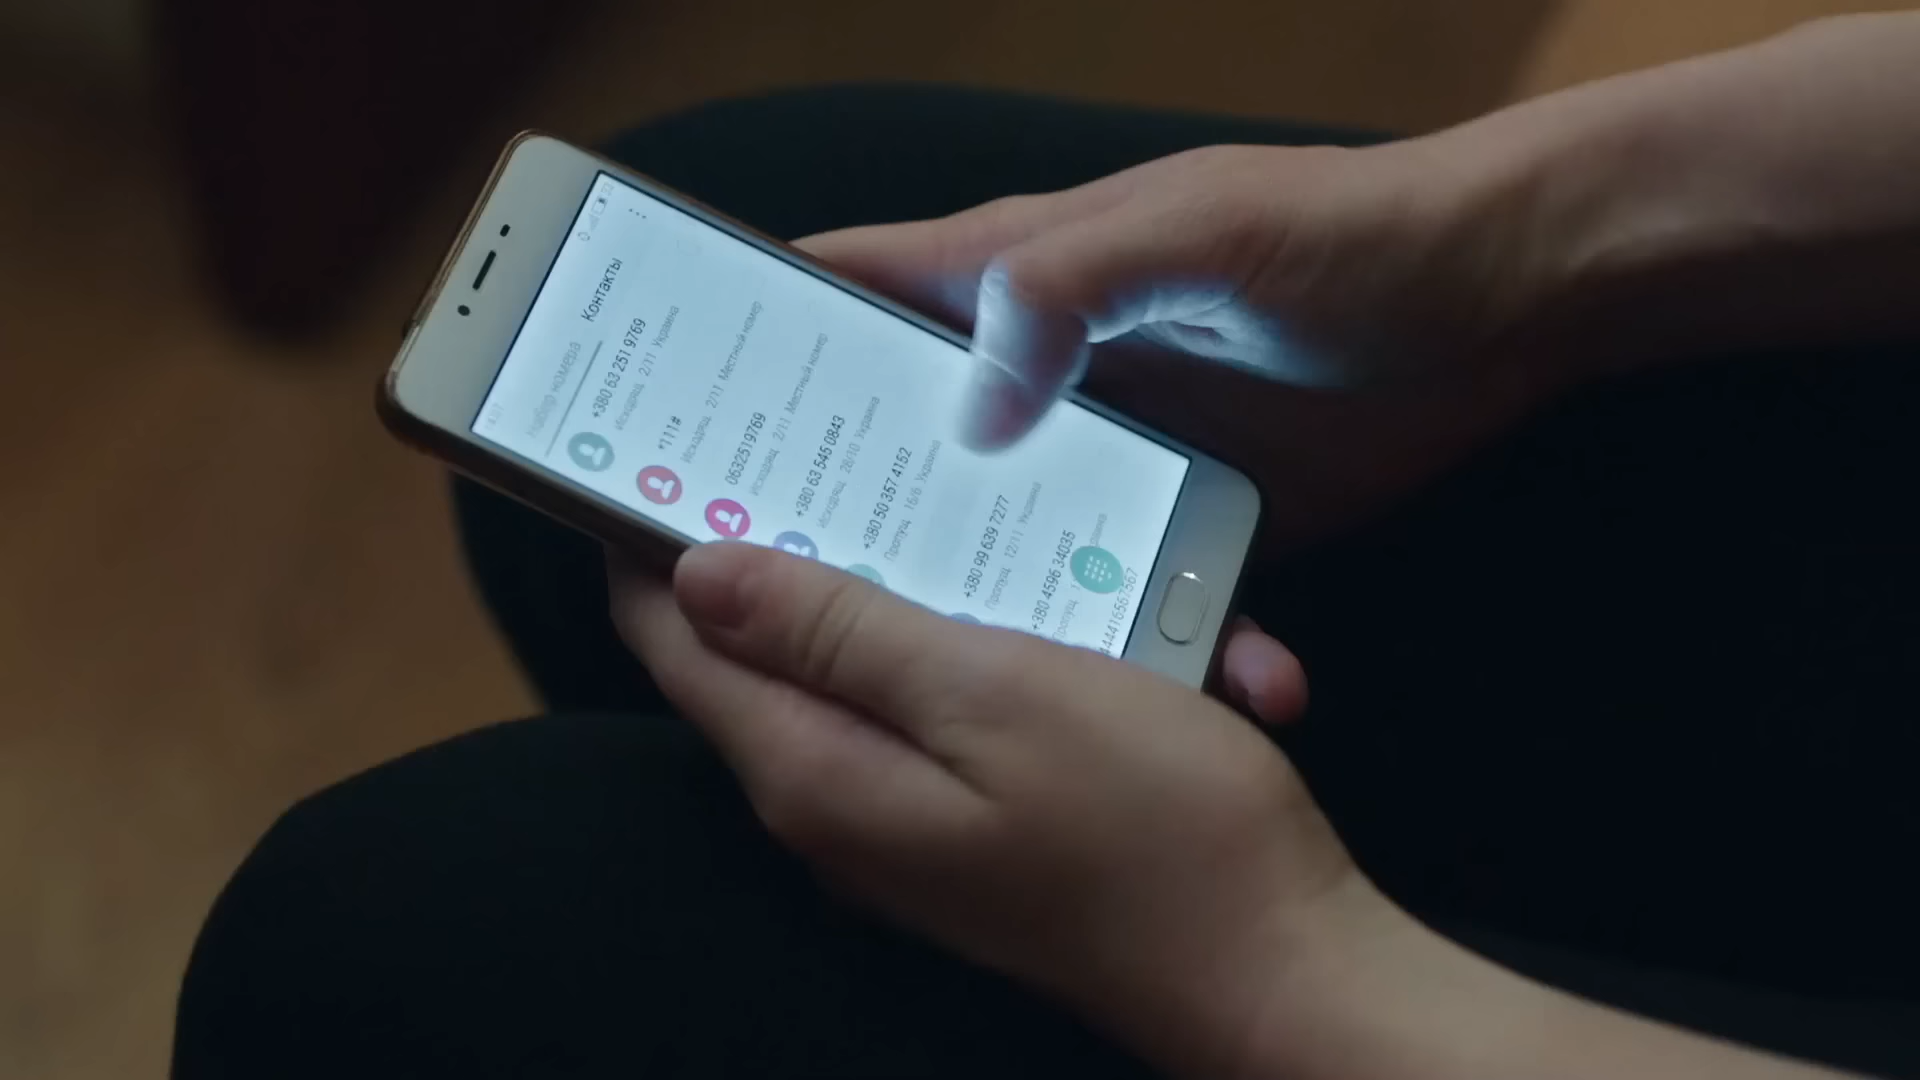 Набор номера
Контакты
+380 63 251 9769
Исходящ. 2/11 Украина
*111#
Исходящ. 2/11 Местный номер
0632519769
Исходящ. 2/11 Местный номер
+380 63 545 0843
Исходящ. 28/10 Украина
+380 50 357 4152
Пропущ. 16/6 Украина
+380 99 639 7277
Пропущ. 12/11 Украина
+380 4596 34035
Пропущ.